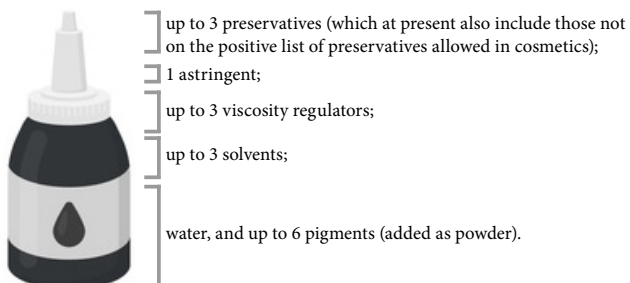 up to 3 preservatives (which at present also include those not
on the positive list of preservatives allowed in cosmetics);
1 astringent;
up to 3 viscosity regulators;
up to 3 solvents;
water, and up to 6 pigments (added as powder).